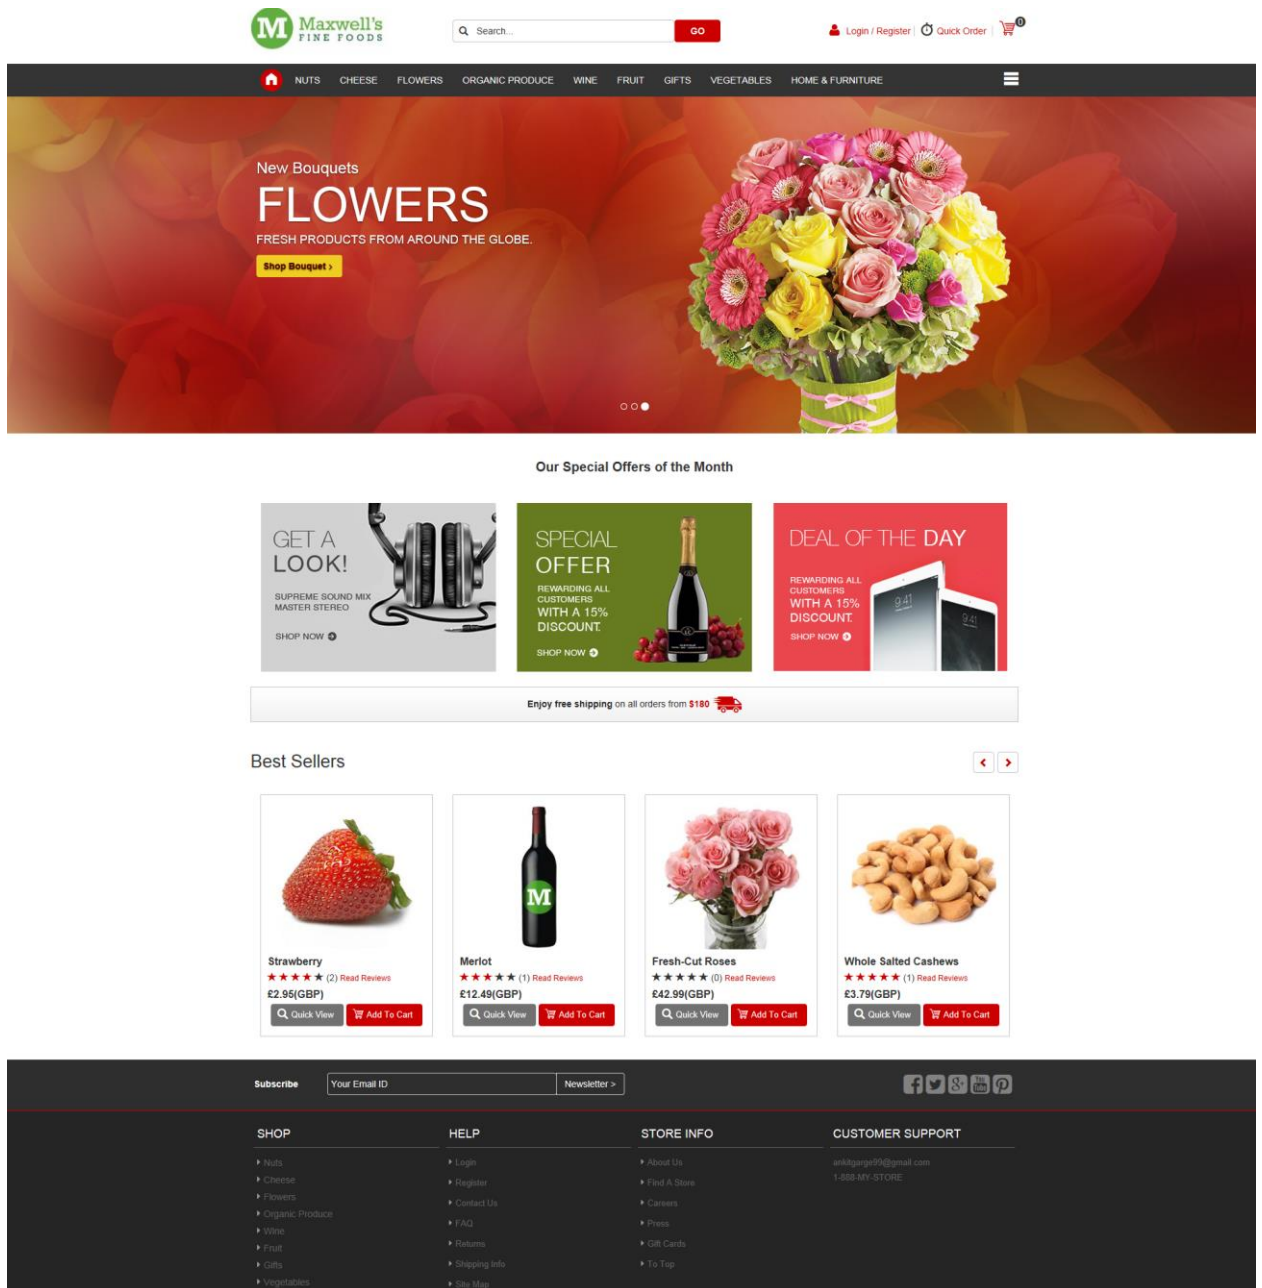 M Maxwell's
FINE FOODS
Search...
GO
Login / Register
Quick Order
0
NUTS CHEESE FLOWERS ORGANIC PRODUCE WINE FRUIT GIFTS VEGETABLES HOME & FURNITURE
New Bouquets
FLOWERS
FRESH PRODUCTS FROM AROUND THE GLOBE.
Shop Bouquet >
Our Special Offers of the Month
GET A
LOOK!
SUPREME SOUND MIX
MASTER STEREO
SHOP NOW
SPECIAL
OFFER
REWARDING ALL
CUSTOMERS
WITH A 15%
DISCOUNT.
SHOP NOW
DEAL OF THE DAY
REWARDING ALL
CUSTOMERS
WITH A 15%
DISCOUNT.
SHOP NOW
9:41
9:41
Enjoy free shipping on all orders from $180
Best Sellers
Strawberry
(2) Read Reviews
£2.95(GBP)
Quick View
Add To Cart
M
Merlot
(1) Read Reviews
£12.49(GBP)
Quick View
Add To Cart
Fresh-Cut Roses
(0) Read Reviews
£42.99(GBP)
Quick View
Add To Cart
Whole Salted Cashews
(1) Read Reviews
£3.79(GBP)
Quick View
Add To Cart
Subscribe
Your Email ID
Newsletter >
SHOP
Nuts
Cheese
Flowers
Organic Produce
Wine
Fruit
Gifts
Vegetables
HELP
Login
Register
Contact Us
FAQ
Returns
Shipping Info
Site Map
STORE INFO
About Us
Find A Store
Careers
Press
Gift Cards
To Top
CUSTOMER SUPPORT
ankitgarge99@gmail.com
1-888-MY-STORE